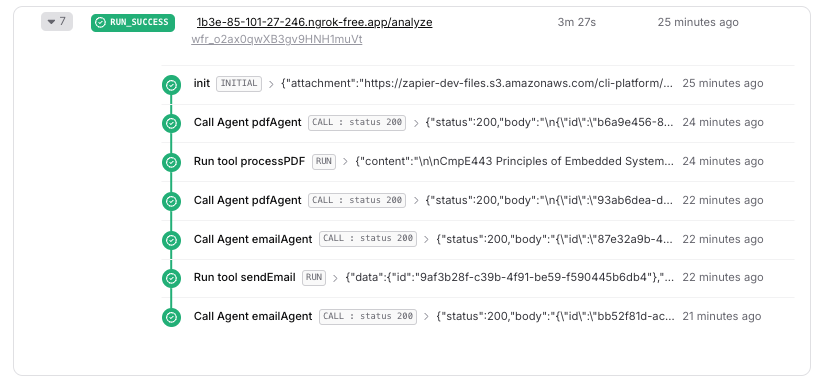 7 RUN_SUCCESS 1b3e-85-101-27-246.ngrok-free.app/analyze 3m 27s 25 minutes ago
wfr_o2ax0qwXB3gv9HNH1muVt
init INITIAL > {"attachment":"https://zapier-dev-files.s3.amazonaws.com/cli-platform/... 25 minutes ago
Call Agent pdfAgent CALL : status 200 > {"status":200,"body":"\n{\"id\":\"b6a9e456-8... 24 minutes ago
Run tool processPDF RUN > {"content":"\n\nCmpE443 Principles of Embedded System... 24 minutes ago
Call Agent pdfAgent CALL : status 200 > {"status":200,"body":"\n{\"id\":\"93ab6dea-d... 22 minutes ago
Call Agent emailAgent CALL : status 200 > {"status":200,"body":"{\"id\":\"87e32a9b-4... 22 minutes ago
Run tool sendEmail RUN > {"data":{"id":"9af3b28f-c39b-4f91-be59-f590445b6db4"},"... 22 minutes ago
Call Agent emailAgent CALL : status 200 > {"status":200,"body":"{\"id\":\"bb52f81d-ac... 21 minutes ago